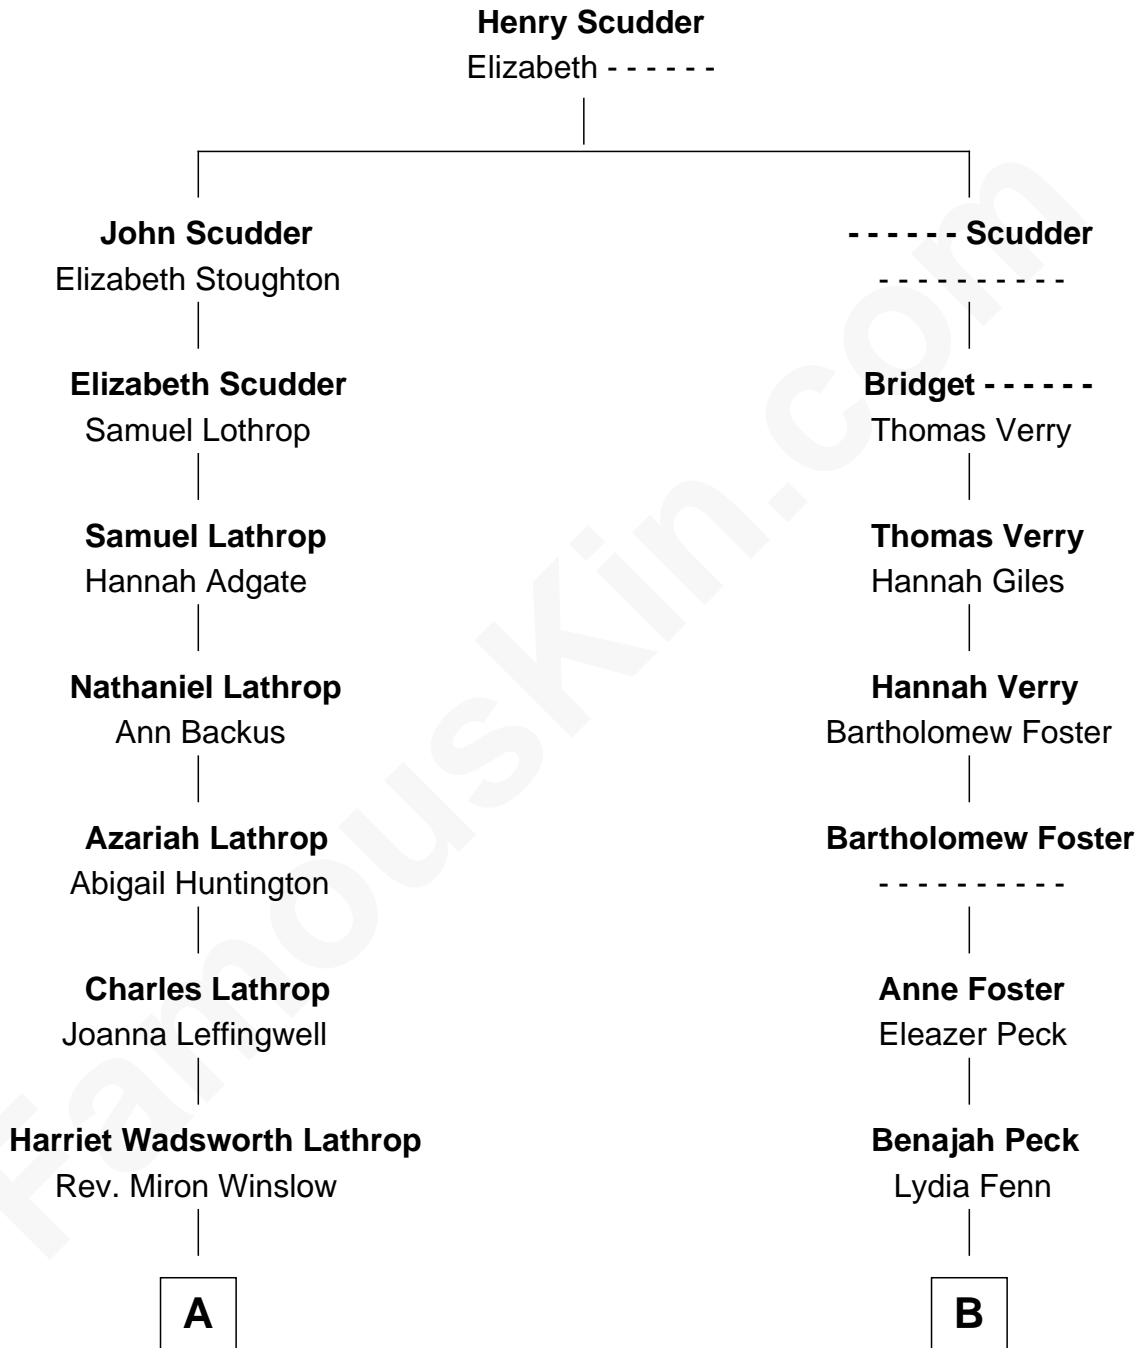 Henry Scudder
Elizabeth - - - - - -
John Scudder
Elizabeth Stoughton
- - - - - - Scudder
- - - - - - - - - -
Elizabeth Scudder
Samuel Lothrop
Bridget - - - - - -
Thomas Verry
Samuel Lathrop
Hannah Adgate
Thomas Verry
Hannah Giles
Nathaniel Lathrop
Ann Backus
Hannah Verry
Bartholomew Foster
Azariah Lathrop
Abigail Huntington
Bartholomew Foster
- - - - - - - - - -
Charles Lathrop
Joanna Leffingwell
Anne Foster
Eleazer Peck
Harriet Wadsworth Lathrop
Rev. Miron Winslow
Benajah Peck
Lydia Fenn
A
B
FamousKin.com